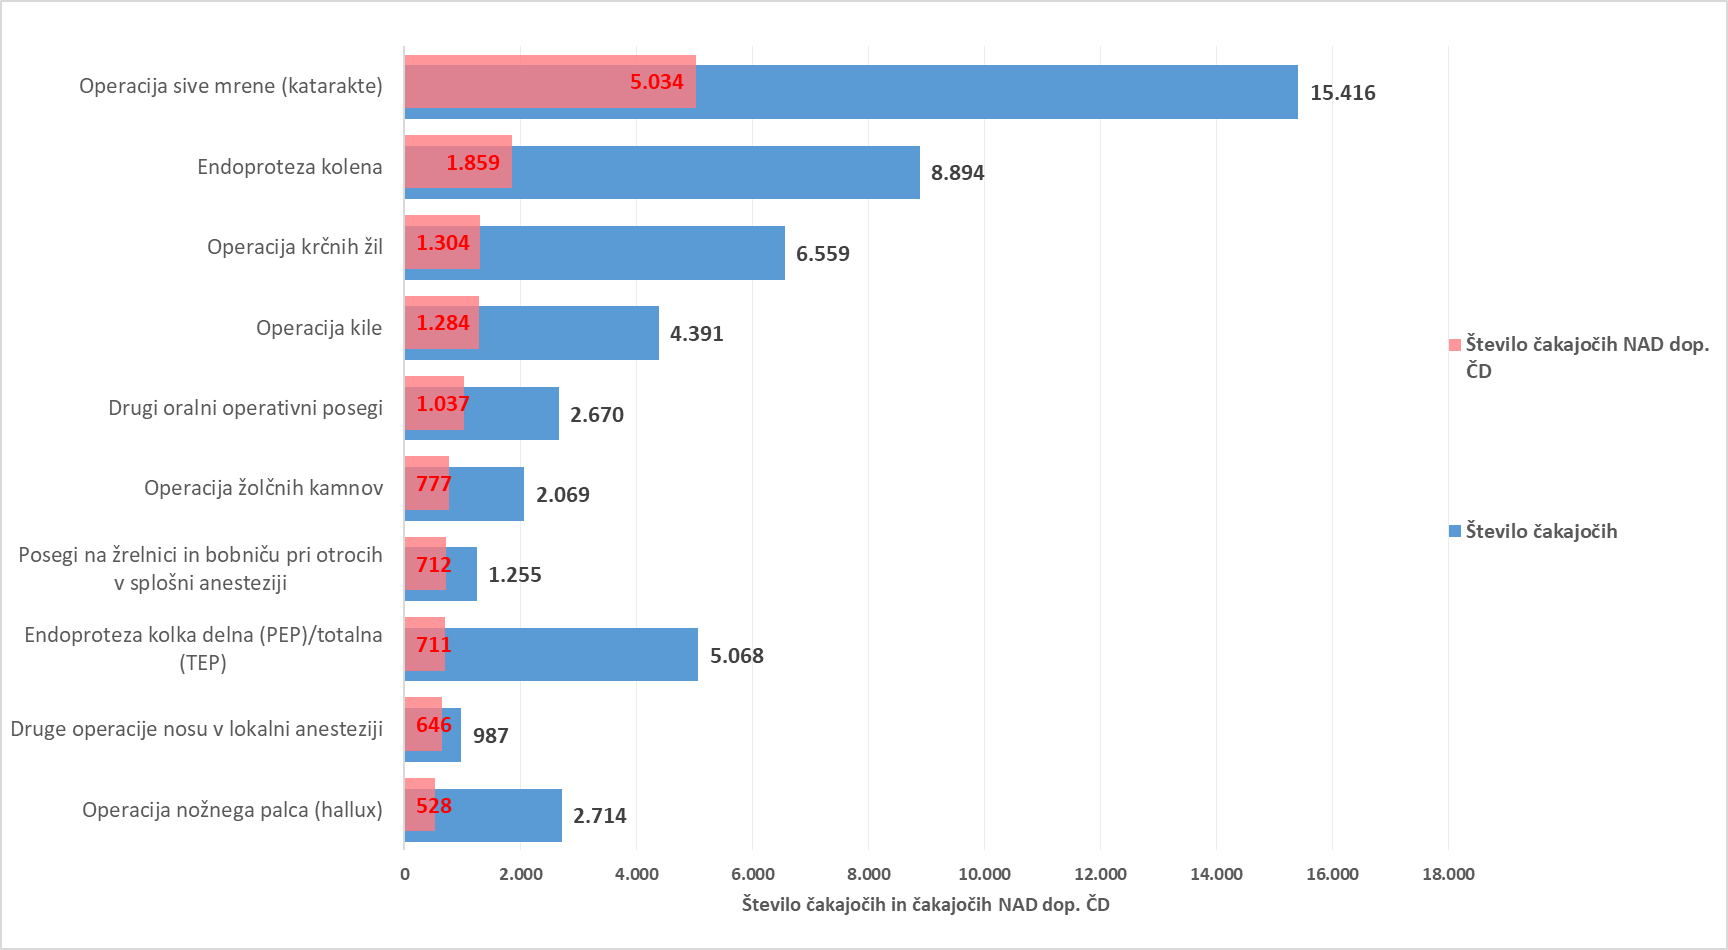 Operacija sive mrene (katarakte)
5.034
15.416
Endoproteza kolena
1.859
8.894
Operacija krčnih žil
1.304
6.559
Operacija kile
1.284
4.391
Drugi oralni operativni posegi
1.037
2.670
Operacija žolčnih kamnov
777
2.069
Posegi na žrelnici in bobniču pri otrocih
v splošni anesteziji
712
1.255
Endoproteza kolka delna (PEP)/totalna
(TEP)
711
5.068
Druge operacije nosu v lokalni anesteziji
646
987
Operacija nožnega palca (hallux)
528
2.714
0
2.000
4.000
6.000
8.000
10.000
12.000
14.000
16.000
18.000
Število čakajočih in čakajočih NAD dop. ČD
Število čakajočih NAD dop.
ČD
Število čakajočih